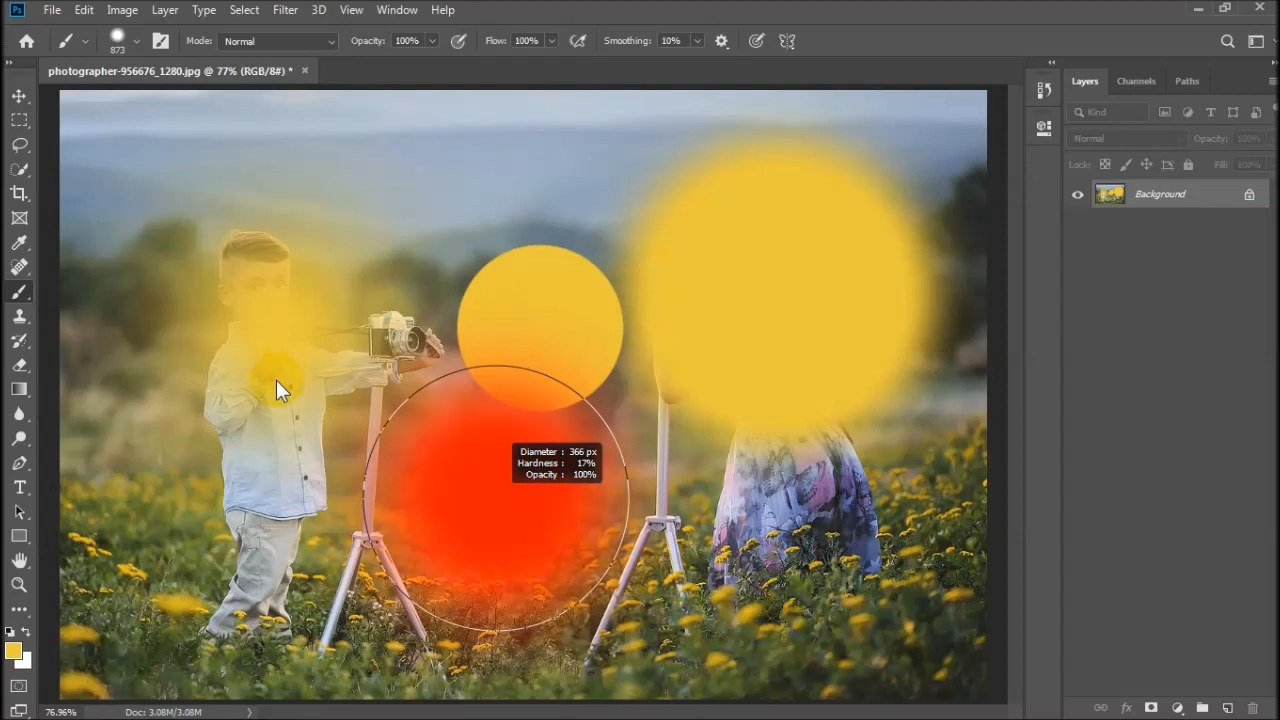 Ps File Edit Image Layer Type Select Filter 3D View Window Help
873 Mode: Normal Opacity: 100% Flow: 100% Smoothing: 10%
photographer-956676_1280.jpg @ 77% (RGB/8#) * ×
Layers Channels Paths
Kind
Normal Opacity: 100%
Lock: Fill: 100%
Background
Diameter : 366 px
Hardness : 17%
Opacity : 100%
76.96% Doc: 3.08M/3.08M